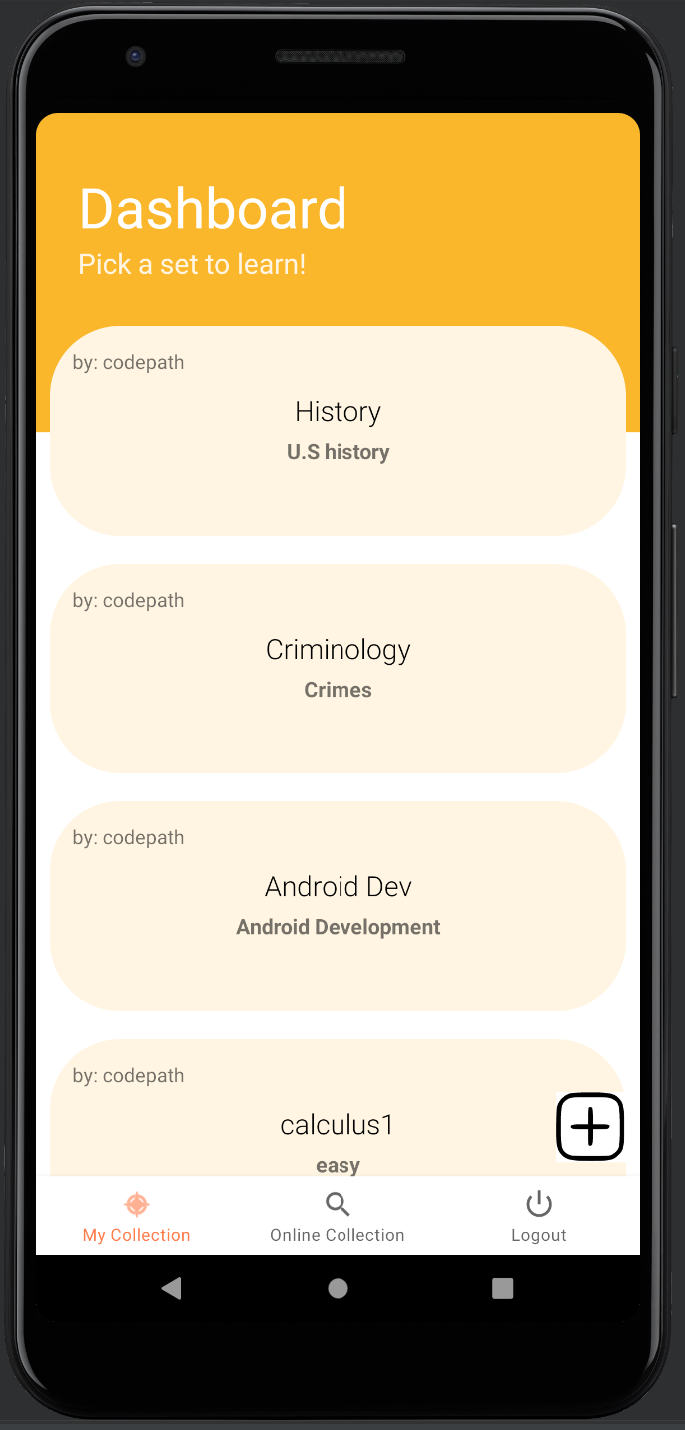 Dashboard
Pick a set to learn!
by: codepath
History
U.S history
by: codepath
Criminology
Crimes
by: codepath
Android Dev
Android Development
by: codepath
calculus1
easy
My Collection
Online Collection
Logout